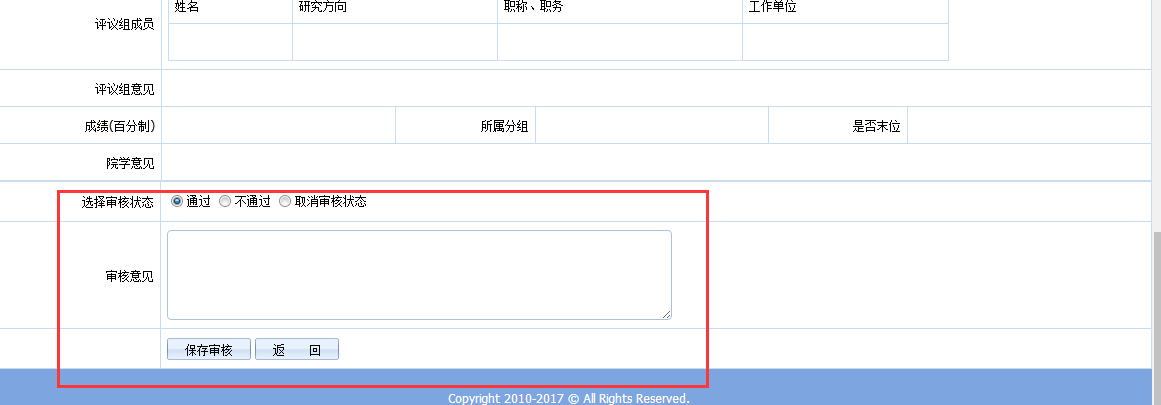 评议组成员 姓名 研究方向 职称、职务 工作单位
评议组意见
成绩(百分制) 所属分组 是否末位
院学意见
选择审核状态 通过 不通过 取消审核状态
审核意见
保存审核 返 回
Copyright 2010-2017 © All Rights Reserved.